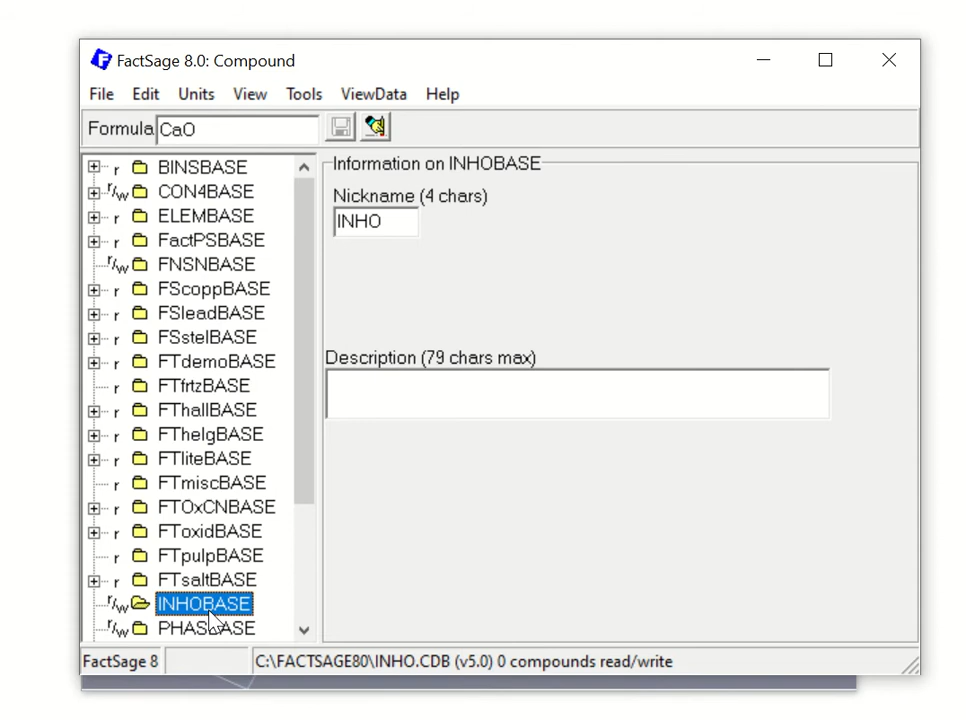 FactSage 8.0: Compound
File Edit Units View Tools ViewData Help
Formula CaO
r BINSBASE
r/w CON4BASE
r ELEMBASE
r FactPSBASE
r/w FNSNBASE
r FScoppBASE
r FSleadBASE
r FSstelBASE
r FTdemoBASE
r FTfrtzBASE
r FThallBASE
r FThelgBASE
r FTliteBASE
r FTmiscBASE
r FTOxCNBASE
r FToxidBASE
r FTpulpBASE
r FTsaltBASE
r/w INHOBASE
r/w PHASBASE
Information on INHOBASE
Nickname (4 chars)
INHO
Description (79 chars max)
FactSage 8 C:\FACTSAGE80\INHO.CDB (v5.0) 0 compounds read/write